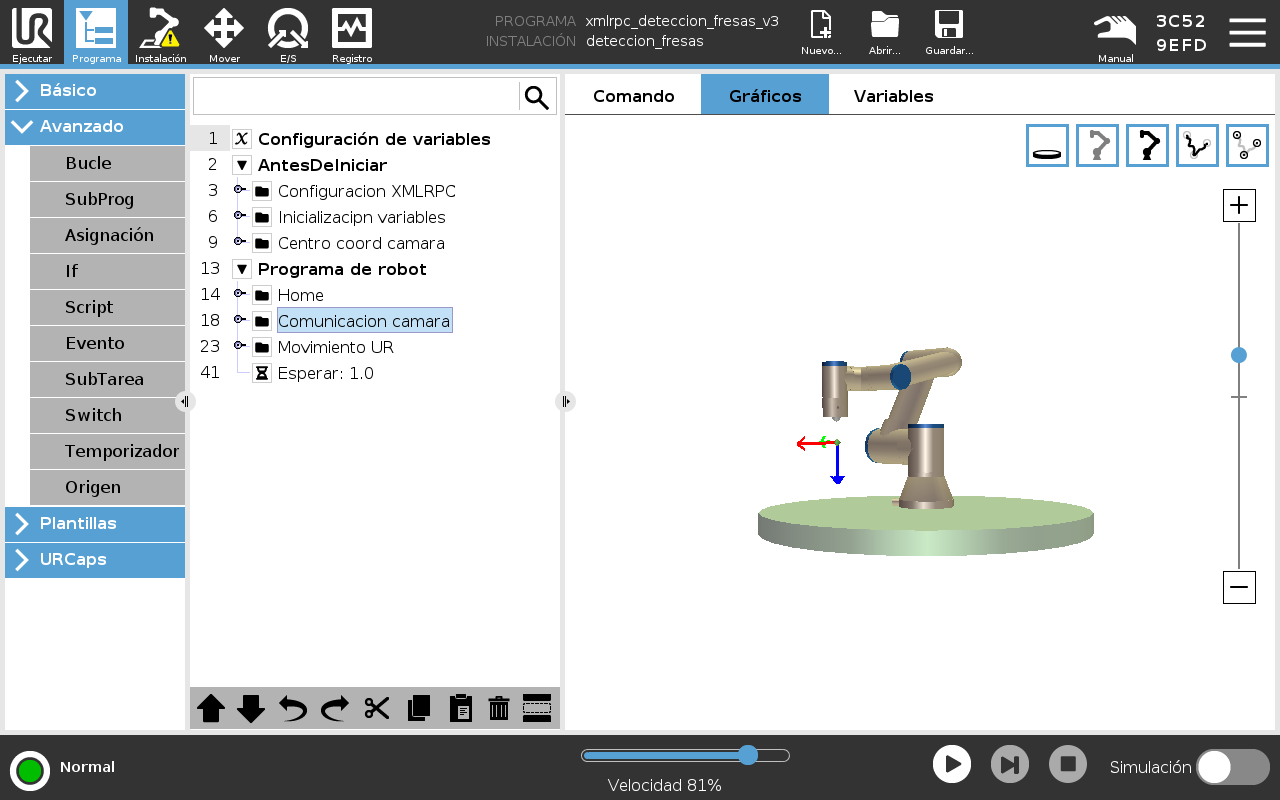 UR
PROGRAMA xmlrpc_deteccion_fresas_v3
INSTALACIÓN deteccion_fresas
Ejecutar
Programa
Instalación
Mover
E/S
Registro
Nuevo...
Abrir...
Guardar...
Manual
3C52
9EFD
Básico
Avanzado
Bucle
SubProg
Asignación
If
Script
Evento
SubTarea
Switch
Temporizador
Origen
Plantillas
URCaps
1 X Configuración de variables
2 AntesDeIniciar
3 Configuracion XMLRPC
6 Inicializacipn variables
9 Centro coord camara
13 Programa de robot
14 Home
18 Comunicacion camara
23 Movimiento UR
41 Esperar: 1.0
Comando
Gráficos
Variables
Normal
Velocidad 81%
Simulación